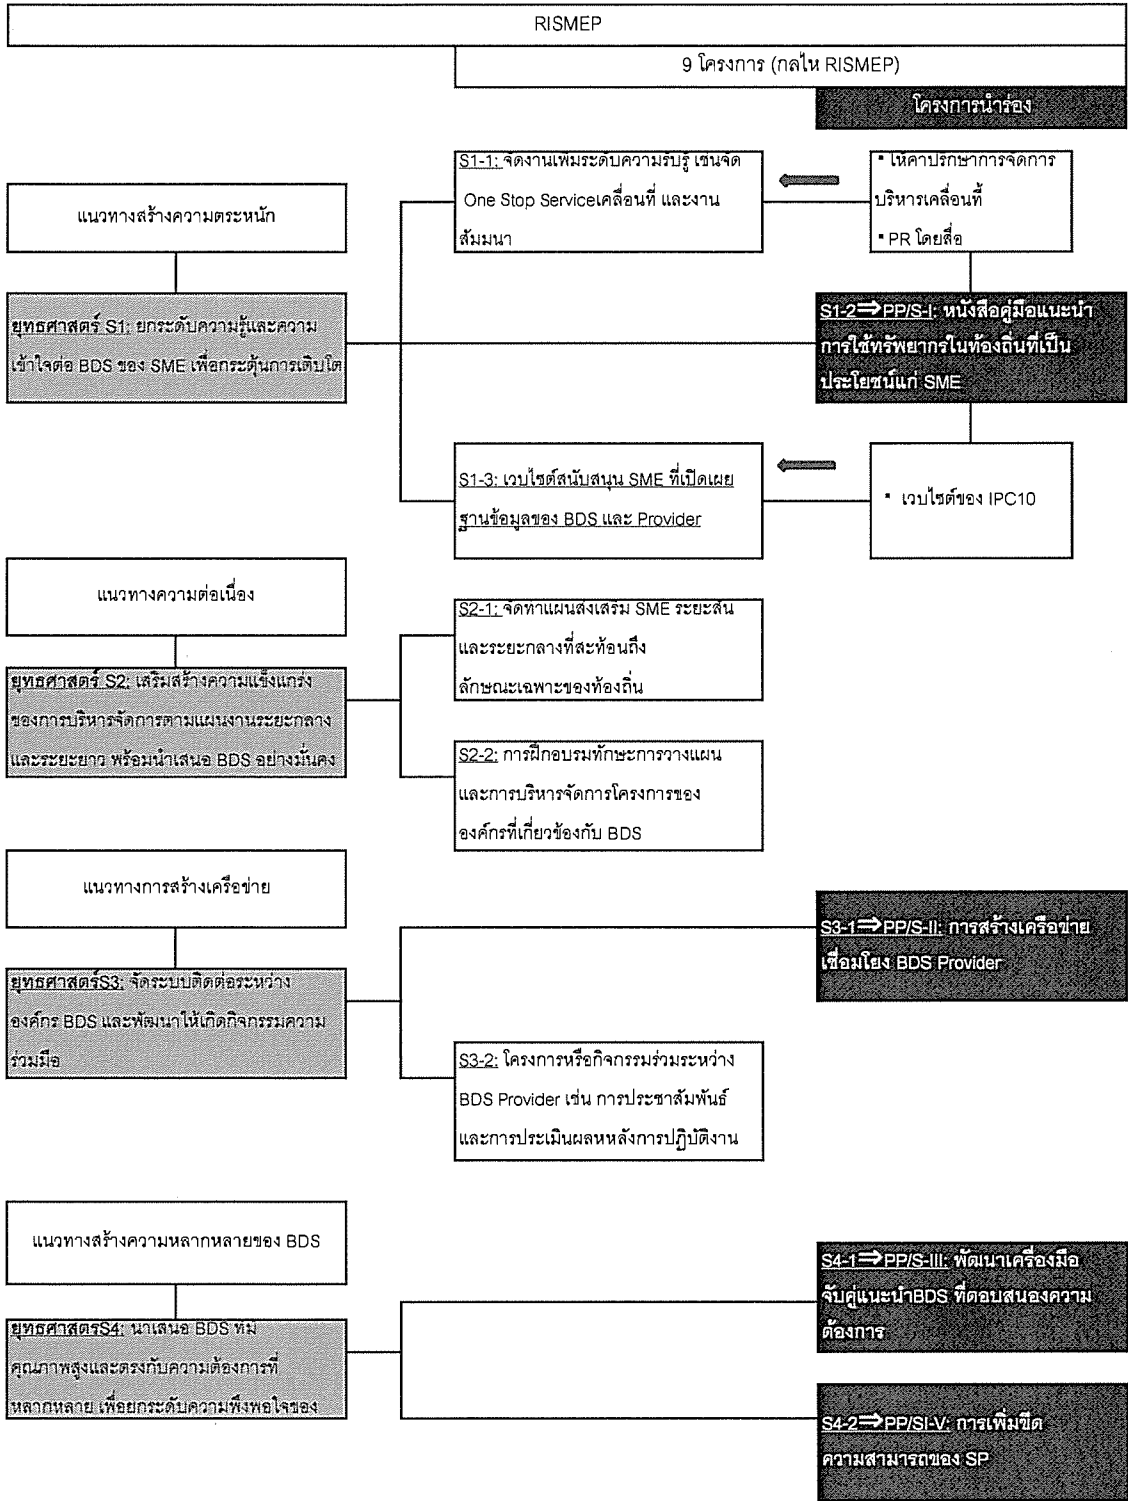 RISMEP
9 โครงการ (กลไห RISMEP)
โครงการนำร่อง
S1-1: จัดงานเพิ่มระดับความรับรู้ เช่นจัด
One Stop Serviceเคลื่อนที่ และงาน
สัมมนา
▪ ให้คำปรึกษาการจัดการ
บริหารเคลื่อนที่
▪ PR โดยสื่อ
แนวทางสร้างความตระหนัก
ยุทธศาสตร์ S1: ยกระดับความรู้และความ
เข้าใจต่อ BDS ของ SME เพื่อกระตุ้นการเติบโต
S1-2⇒PP/S-I: หนังสือคู่มือแนะนำ
การใช้ทรัพยากรในท้องถิ่นที่เป็น
ประโยชน์แก่ SME
S1-3: เวบไซต์สนับสนุน SME ที่เปิดเผย
ฐานข้อมูลของ BDS และ Provider
▪ เวบไซต์ของ IPC10
แนวทางความต่อเนื่อง
ยุทธศาสตร์ S2: เสริมสร้างความแข็งแกร่ง
ของการบริหารจัดการตามแผนงานระยะกลาง
และระยะยาว พร้อมนำเสนอ BDS อย่างมั่นคง
S2-1: จัดทำแผนส่งเสริม SME ระยะสั้น
และระยะกลางที่สะท้อนถึง
ลักษณะเฉพาะของท้องถิ่น
S2-2: การฝึกอบรมทักษะการวางแผน
และการบริหารจัดการโครงการของ
องค์กรที่เกี่ยวข้องกับ BDS
แนวทางการสร้างเครือข่าย
ยุทธศาสตร์S3: จัดระบบติดต่อระหว่าง
องค์กร BDS และพัฒนาให้เกิดกิจกรรมความ
ร่วมมือ
S3-1⇒PP/S-II: การสร้างเครือข่าย
เชื่อมโยง BDS Provider
S3-2: โครงการหรือกิจกรรมร่วมระหว่าง
BDS Provider เช่น การประชาสัมพันธ์
และการประเมินผลหหลังการปฏิบัติงาน
แนวทางสร้างความหลากหลายของ BDS
ยุทธศาสตร์S4: นำเสนอ BDS ที่มี
คุณภาพสูงและตรงกับความต้องการที่
หลากหลาย เพื่อยกระดับความพึงพอใจของ
S4-1⇒PP/S-III: พัฒนาเครื่องมือ
จับคู่แนะนำBDS ที่ตอบสนองความ
ต้องการ
S4-2⇒PP/SI-V: การเพิ่มขีด
ความสามารถของ SP